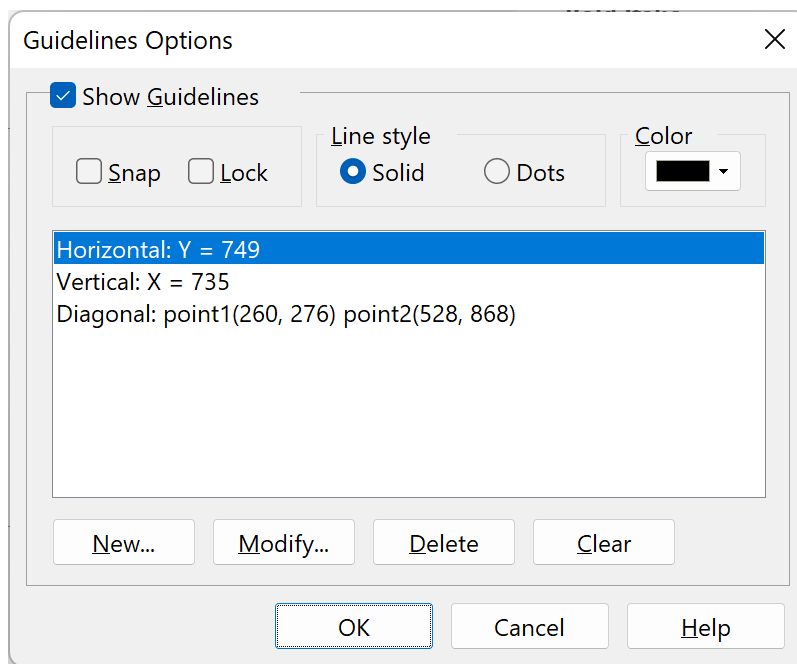 Guidelines Options
Show Guidelines
Snap Lock
Line style
Solid Dots
Color
Horizontal: Y = 749
Vertical: X = 735
Diagonal: point1(260, 276) point2(528, 868)
New... Modify... Delete Clear
OK Cancel Help